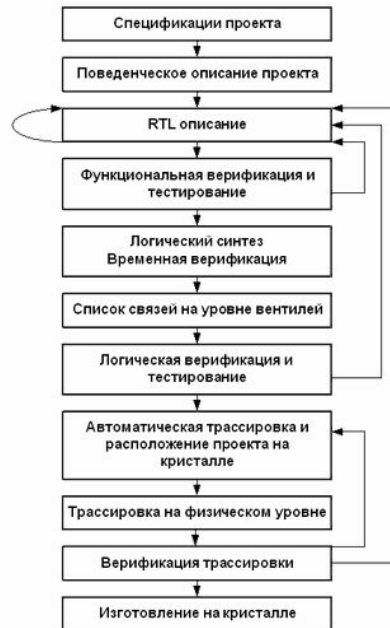 Спецификации проекта
Поведенческое описание проекта
RTL описание
Функциональная верификация и
тестирование
Логический синтез
Временная верификация
Список связей на уровне вентилей
Логическая верификация и
тестирование
Автоматическая трассировка и
расположение проекта на
кристалле
Трассировка на физическом уровне
Верификация трассировки
Изготовление на кристалле